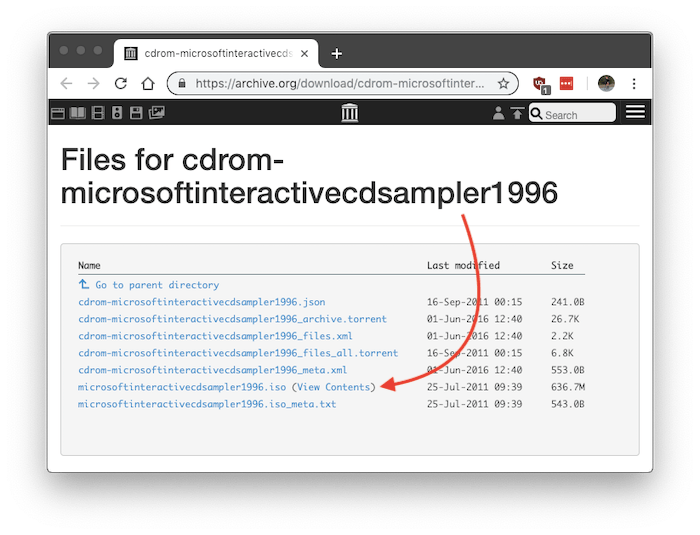 cdrom-microsoftinteractivecds
https://archive.org/download/cdrom-microsoftinter...
1
Search
Files for cdrom-
microsoftinteractivecdsampler1996
Name Last modified Size
Go to parent directory
cdrom-microsoftinteractivecdsampler1996.json 16-Sep-2011 00:15 241.0B
cdrom-microsoftinteractivecdsampler1996_archive.torrent 01-Jun-2016 12:40 26.7K
cdrom-microsoftinteractivecdsampler1996_files.xml 01-Jun-2016 12:40 2.2K
cdrom-microsoftinteractivecdsampler1996_files_all.torrent 16-Sep-2011 00:15 6.8K
cdrom-microsoftinteractivecdsampler1996_meta.xml 01-Jun-2016 12:40 553.0B
microsoftinteractivecdsampler1996.iso (View Contents) 25-Jul-2011 09:39 636.7M
microsoftinteractivecdsampler1996.iso_meta.txt 25-Jul-2011 09:39 543.0B